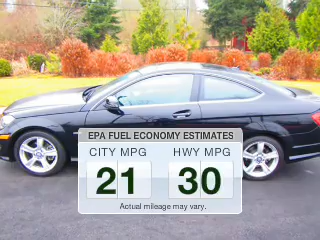 EPA FUEL ECONOMY ESTIMATES
CITY MPG HWY MPG
21 30
Actual mileage may vary.